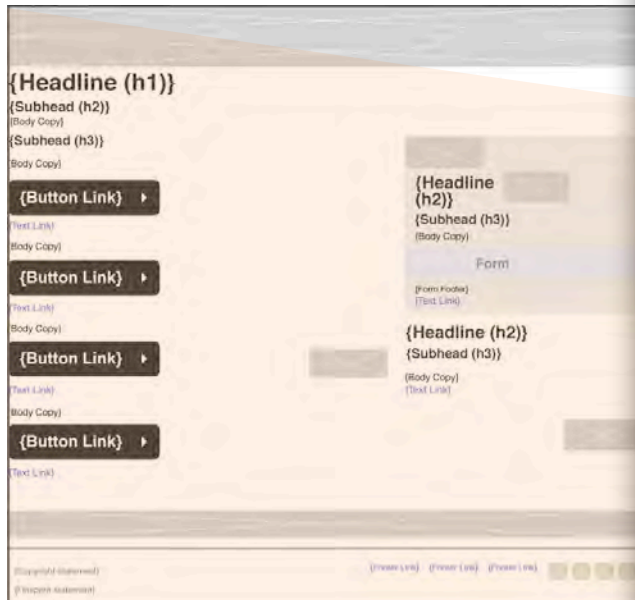 {Headline (h1)}
{Subhead (h2)}
{Body Copy}
{Subhead (h3)}
{Body Copy}
{Button Link}
{Text Link}
{Body Copy}
{Button Link}
{Text Link}
{Body Copy}
{Button Link}
{Text Link}
{Body Copy}
{Button Link}
{Text Link}
{Headline
(h2)}
{Subhead (h3)}
{Body Copy}
Form
{Form Footer}
{Text Link}
{Headline (h2)}
{Subhead (h3)}
{Body Copy}
{Text Link}
{Copyright statement}
{Footer Link} {Footer Link} {Footer Link}